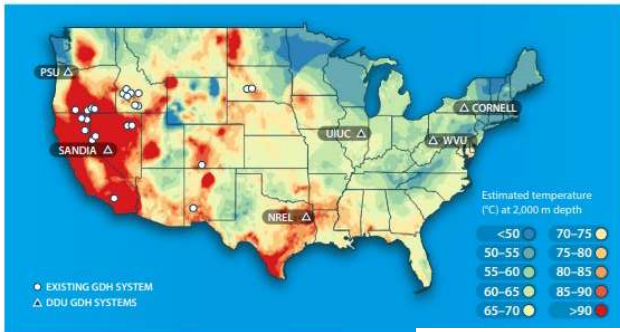 PSU
CORNELL
UIUC
WVU
SANDIA
NREL
Estimated temperature
(°C) at 2,000 m depth
<50 70–75
50–55 75–80
55–60 80–85
60–65 85–90
65–70 >90
EXISTING GDH SYSTEM
DDU GDH SYSTEMS